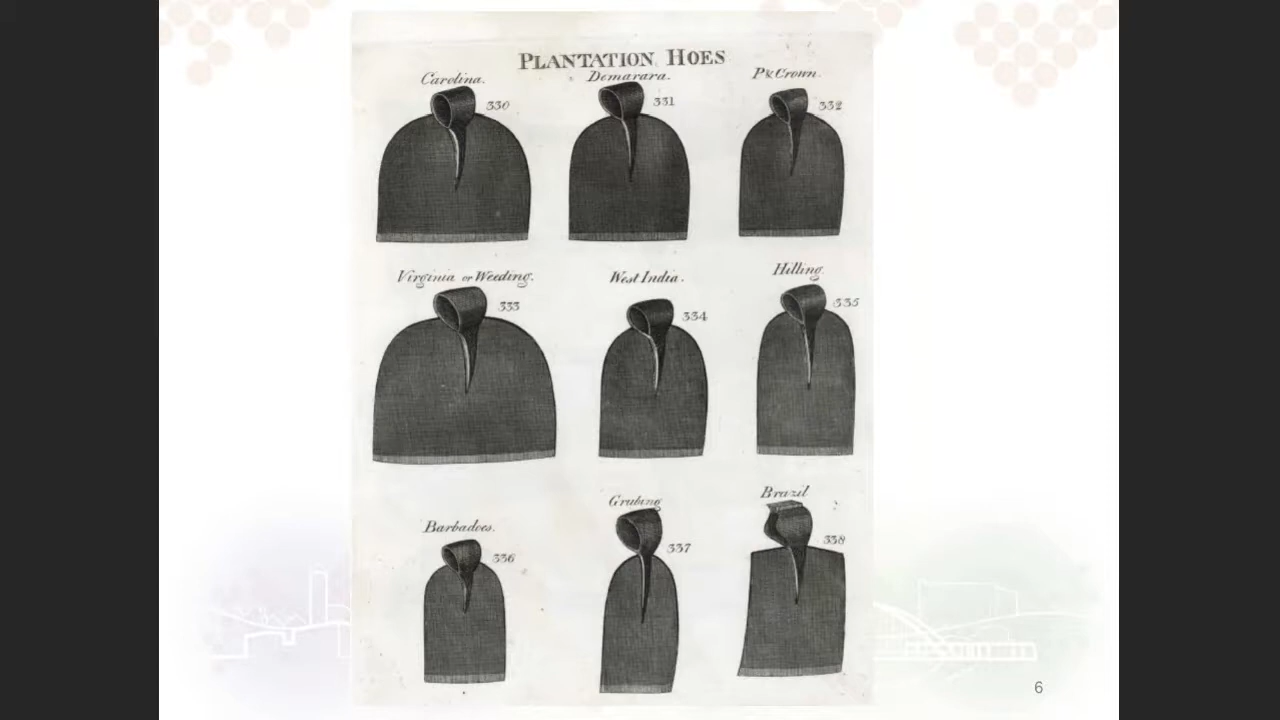 PLANTATION HOES
Carolina.
Demarara.
P& Crown.
330
331
332
Virginia or Weeding.
West India.
Hilling.
333
334
335
Barbadoes.
Grubing
Brazil
336
337
338
6